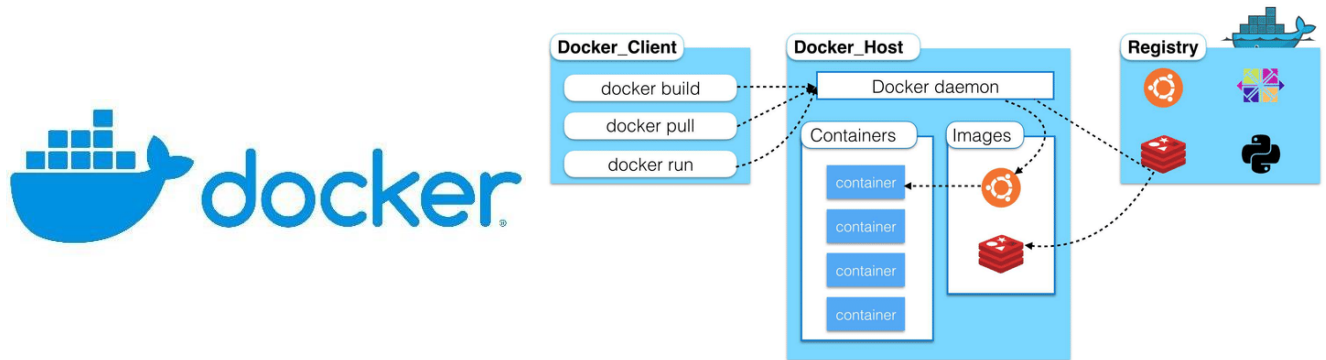 docker
Docker_Client
docker build
docker pull
docker run
Docker_Host
Docker daemon
Containers
container
container
container
container
Images
Registry